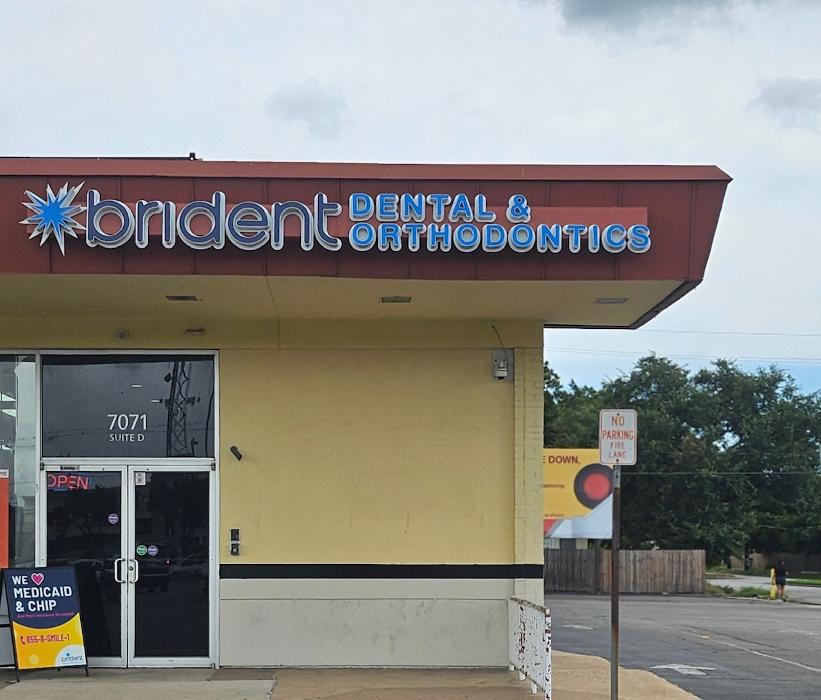 brident DENTAL &
ORTHODONTICS
7071
SUITE D
OPEN
NO
PARKING
FIRE
LANE
E DOWN,
WE
MEDICAID
& CHIP
855-8-SMILE-1
brident